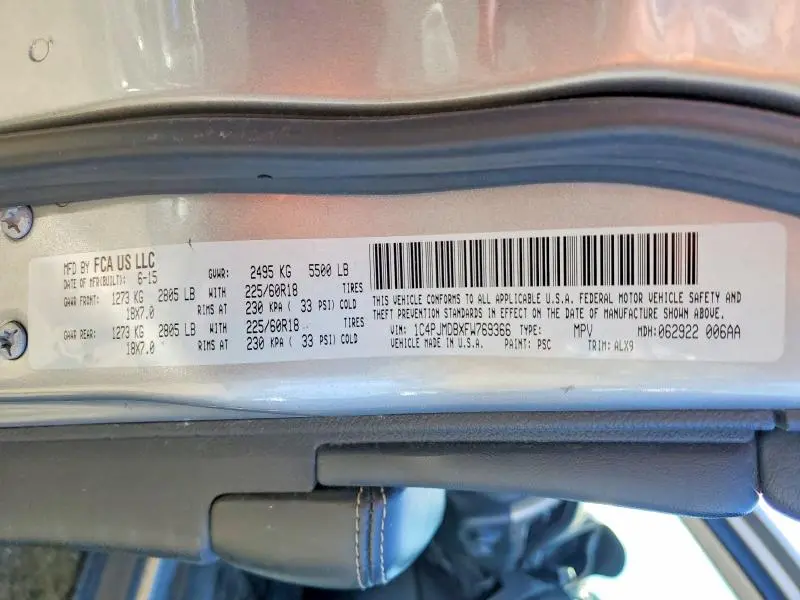 MFD BY FCA US LLC
DATE OF MFR(BUILT): 6-15
GVWR: 2495 KG 5500 LB
GAWR FRONT: 1273 KG 2805 LB WITH 225/60R18 TIRES
18X7.0 RIMS AT 230 KPA ( 33 PSI) COLD
GAWR REAR: 1273 KG 2805 LB WITH 225/60R18 TIRES
18X7.0 RIMS AT 230 KPA ( 33 PSI) COLD
THIS VEHICLE CONFORMS TO ALL APPLICABLE U.S.A. FEDERAL MOTOR VEHICLE SAFETY AND
THEFT PREVENTION STANDARDS IN EFFECT ON THE DATE OF MANUFACTURE SHOWN ABOVE.
VIN: 1C4PJMDBXFW769366 TYPE: MPV MDH: 062922 006AA
VEHICLE MADE IN U.S.A. PAINT: PSC TRIM: ALX9